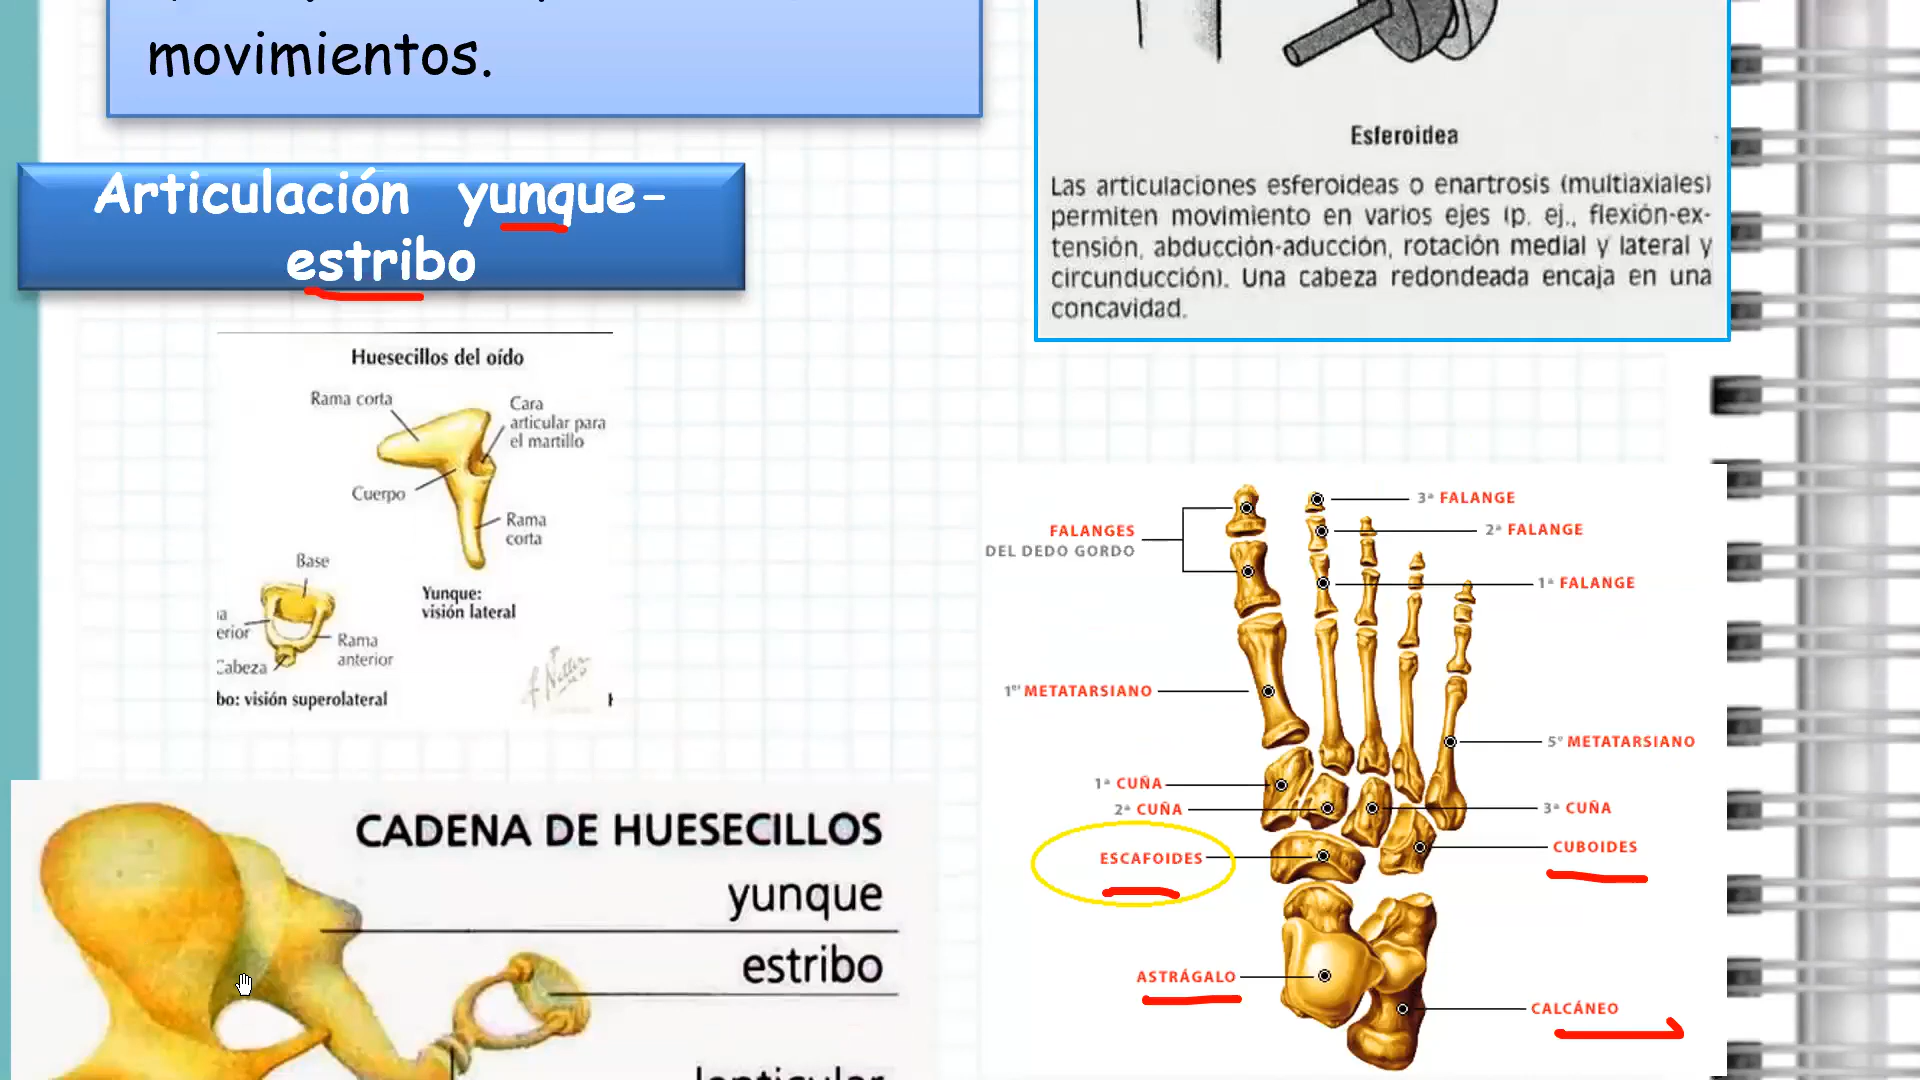 movimientos.
Articulación yunque-
estribo
Esferoidea
Las articulaciones esferoideas o enartrosis (multiaxiales)
permiten movimiento en varios ejes (p. ej., flexión-ex-
tensión, abducción-aducción, rotación medial y lateral y
circunducción). Una cabeza redondeada encaja en una
concavidad.
Huesecillos del oído
Rama corta
Cara
articular para
el martillo
Cuerpo
Rama
corta
Base
Yunque:
visión lateral
erior
Rama
anterior
Cabeza
bo: visión superolateral
CADENA DE HUESECILLOS
yunque
estribo
lenticular
3ª FALANGE
2ª FALANGE
FALANGES
DEL DEDO GORDO
1ª FALANGE
1er METATARSIANO
5º METATARSIANO
1ª CUÑA
2ª CUÑA
3ª CUÑA
ESCAFOIDES
CUBOIDES
ASTRÁGALO
CALCÁNEO